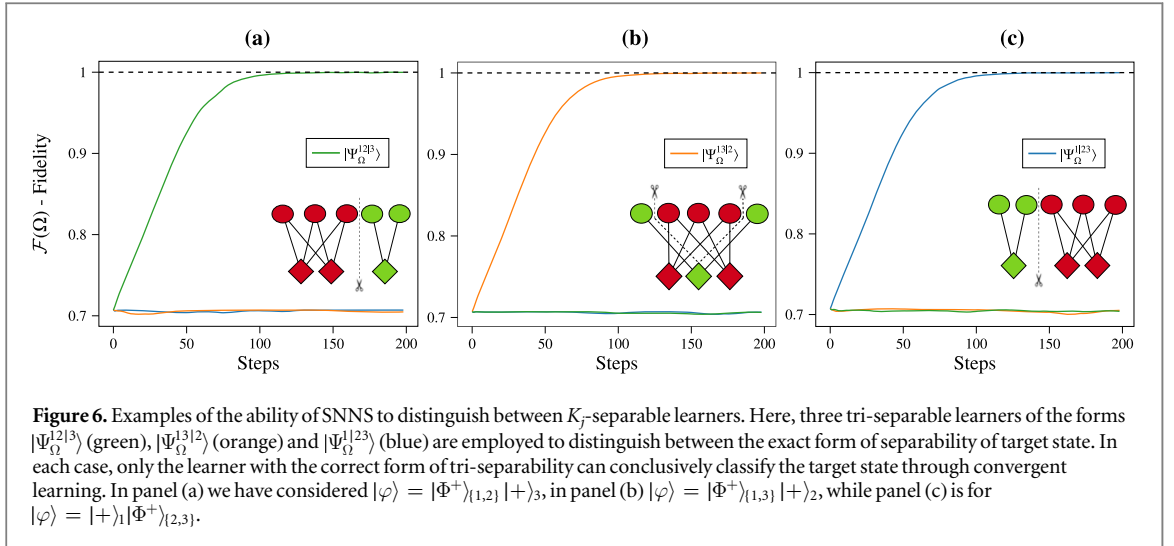 (a)
1
0.9
0.8
0.7
0
50
100
150
200
Steps
F(Ω) - Fidelity
|Ψ_Ω^{12|3}⟩
(b)
1
0.9
0.8
0.7
0
50
100
150
200
Steps
|Ψ_Ω^{13|2}⟩
(c)
1
0.9
0.8
0.7
0
50
100
150
200
Steps
|Ψ_Ω^{1|23}⟩
Figure 6. Examples of the ability of SNNS to distinguish between K_j-separable learners. Here, three tri-separable learners of the forms
|Ψ_Ω^{12|3}⟩ (green), |Ψ_Ω^{13|2}⟩ (orange) and |Ψ_Ω^{1|23}⟩ (blue) are employed to distinguish between the exact form of separability of target state. In
each case, only the learner with the correct form of tri-separability can conclusively classify the target state through convergent
learning. In panel (a) we have considered |φ⟩ = |Φ⁺⟩_{{1,2}} |+⟩₃, in panel (b) |φ⟩ = |Φ⁺⟩_{{1,3}} |+⟩₂, while panel (c) is for
|φ⟩ = |+⟩₁|Φ⁺⟩_{{2,3}}.